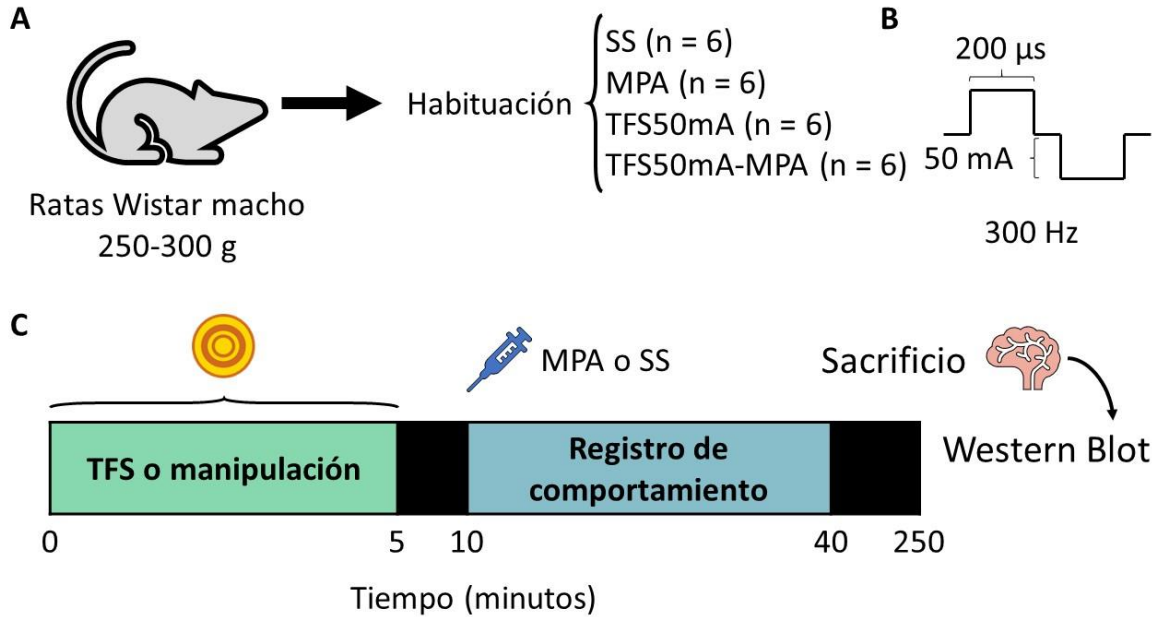 A
Ratas Wistar macho
250-300 g
Habituación
SS (n = 6)
MPA (n = 6)
TFS50mA (n = 6)
TFS50mA-MPA (n = 6)
B
200 µs
50 mA
300 Hz
C
MPA o SS
Sacrificio
Western Blot
TFS o manipulación
Registro de
comportamiento
0
5
10
40
250
Tiempo (minutos)